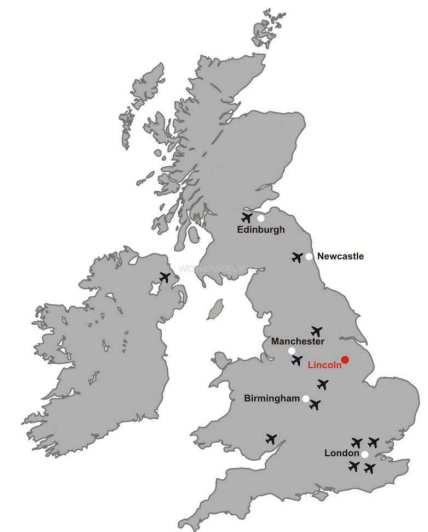 Edinburgh
Newcastle
Manchester
Lincoln
Birmingham
London